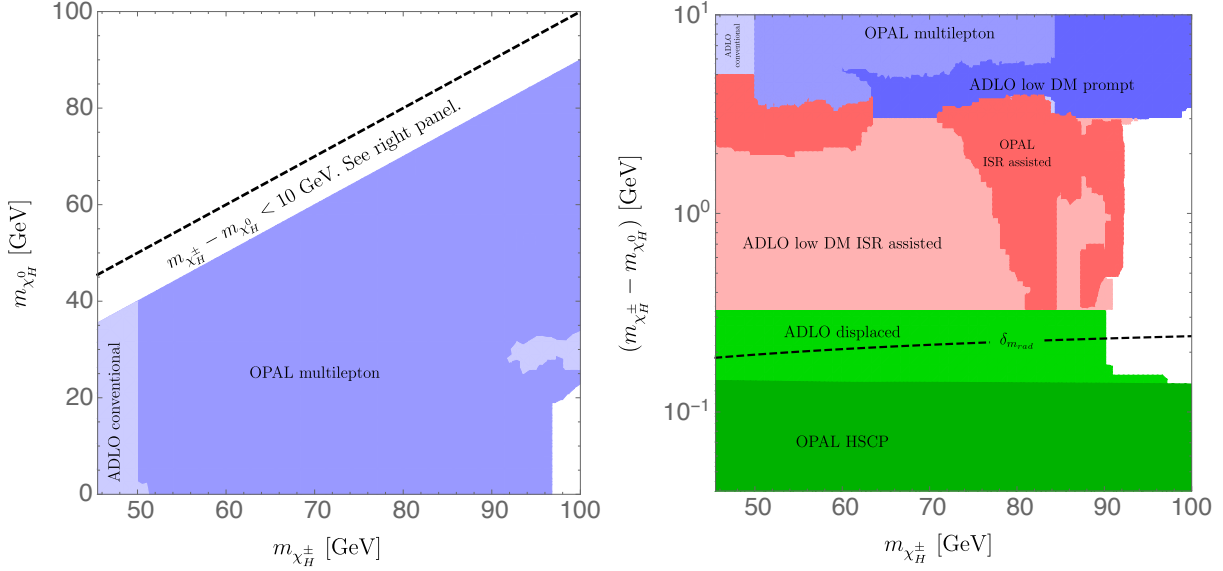 100
80
60
40
20
0
50
60
70
80
90
100
m_{χ_H^0} [GeV]
m_{χ_H^±} [GeV]
m_{χ_H^±} − m_{χ_H^0} < 10 GeV. See right panel.
ADLO conventional
OPAL multilepton
10^1
10^0
10^{−1}
50
60
70
80
90
100
(m_{χ_H^±} − m_{χ_H^0}) [GeV]
m_{χ_H^±} [GeV]
ADLO
conventional
OPAL multilepton
ADLO low DM prompt
OPAL
ISR assisted
ADLO low DM ISR assisted
ADLO displaced
δ_{m_{rad}}
OPAL HSCP